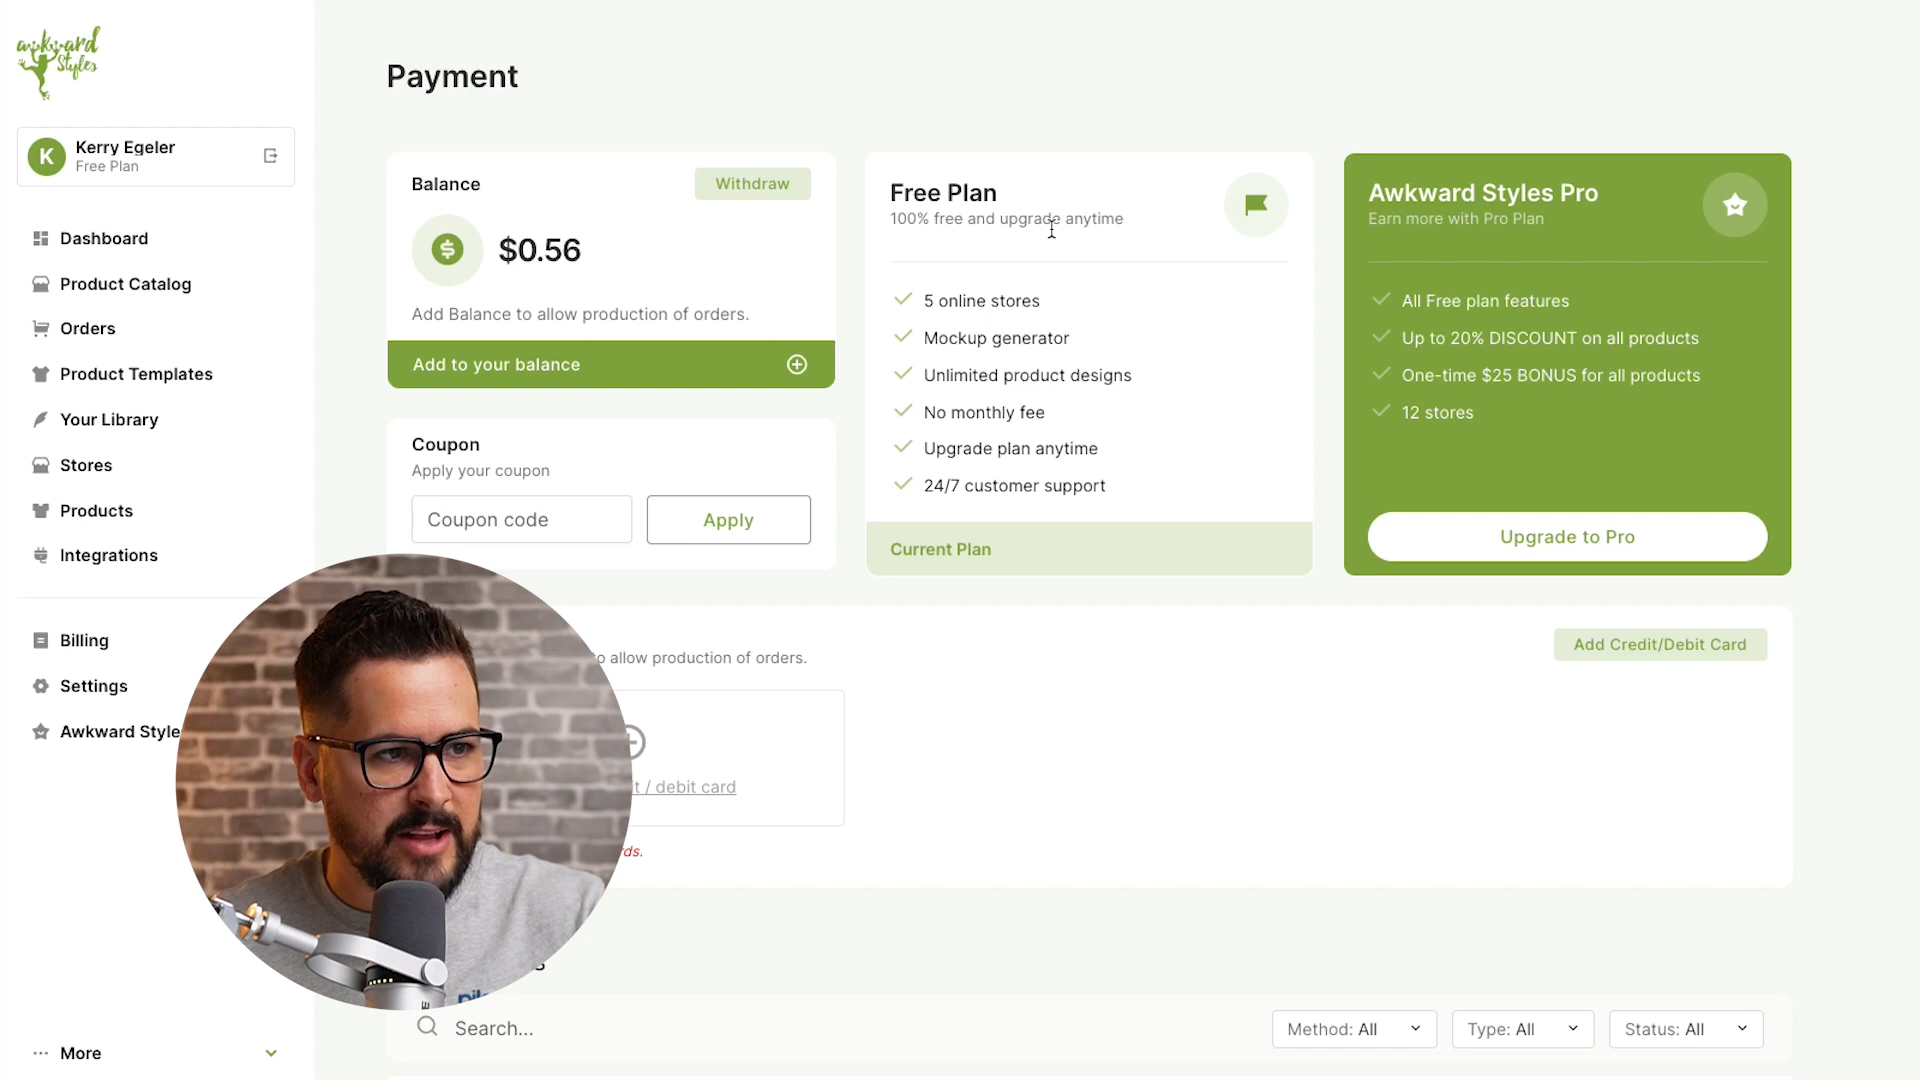 awkward
Styles
K
Kerry Egeler
Free Plan
Dashboard
Product Catalog
Orders
Product Templates
Your Library
Stores
Products
Integrations
Billing
Settings
Awkward Style
More
Payment
Balance
Withdraw
$0.56
Add Balance to allow production of orders.
Add to your balance
Coupon
Apply your coupon
Coupon code
Apply
Free Plan
100% free and upgrade anytime
5 online stores
Mockup generator
Unlimited product designs
No monthly fee
Upgrade plan anytime
24/7 customer support
Current Plan
Awkward Styles Pro
Earn more with Pro Plan
All Free plan features
Up to 20% DISCOUNT on all products
One-time $25 BONUS for all products
12 stores
Upgrade to Pro
to allow production of orders.
Add Credit/Debit Card
/ debit card
Search...
Method: All
Type: All
Status: All